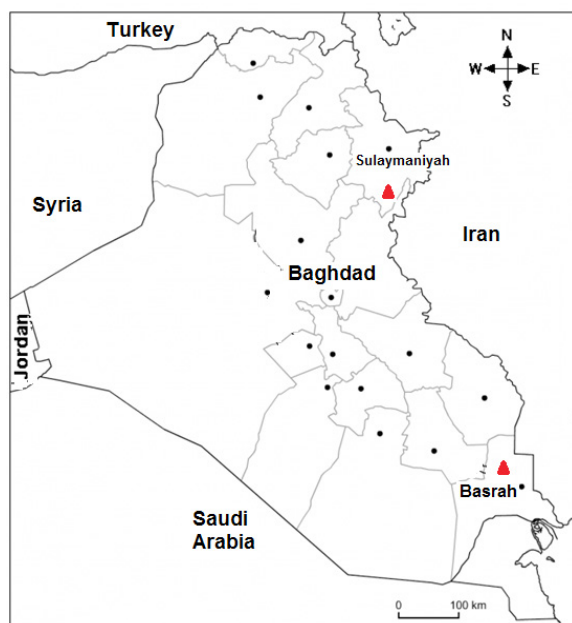 Turkey
N
W
E
S
Sulaymaniyah
Syria
Iran
Baghdad
Jordan
Basrah
Saudi
Arabia
0
100 km